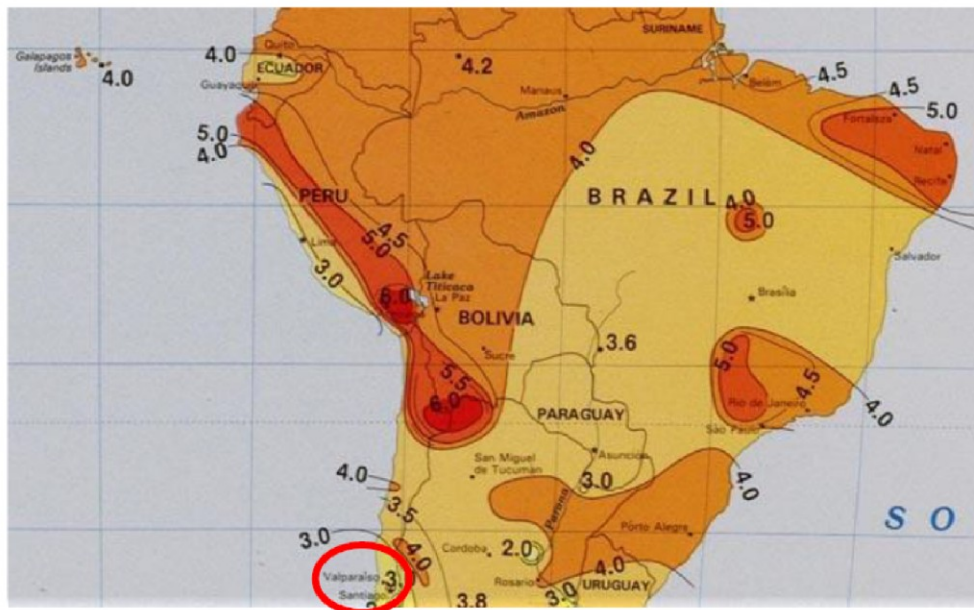 SURINAME
Galapagos
Islands
4.0
4.0
Quito
ECUADOR
Guayaquil
4.2
Manaus
Amazon
4.5
Belém
4.5
Fortaleza
5.0
Natal
Recife
5.0
4.0
4.0
PERU
BRAZIL
4.0
5.0
4.5
5.0
Lima
3.0
Salvador
Lake
Titicaca
6.0
La Paz
Brasília
BOLIVIA
3.6
Sucre
5.5
6.0
5.0
4.5
Rio de Janeiro
4.0
PARAGUAY
São Paulo
Asuncion
San Miguel
de Tucumán
3.0
4.0
3.5
4.0
Parana
Porto Alegre
S O
3.0
4.0
Cordoba
2.0
4.0
Valparaíso
3
Rosario
URUGUAY
Santiago
3.8
3.0